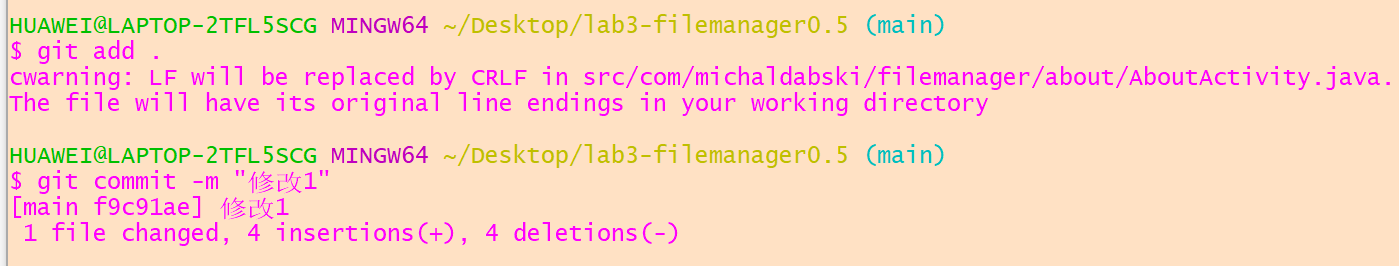 HUAWEI@LAPTOP-2TFL5SCG MINGW64 ~/Desktop/lab3-filemanager0.5 (main)
$ git add .
cwarning: LF will be replaced by CRLF in src/com/michaldabski/filemanager/about/AboutActivity.java.
The file will have its original line endings in your working directory
HUAWEI@LAPTOP-2TFL5SCG MINGW64 ~/Desktop/lab3-filemanager0.5 (main)
$ git commit -m "修改1"
[main f9c91ae] 修改1
 1 file changed, 4 insertions(+), 4 deletions(-)